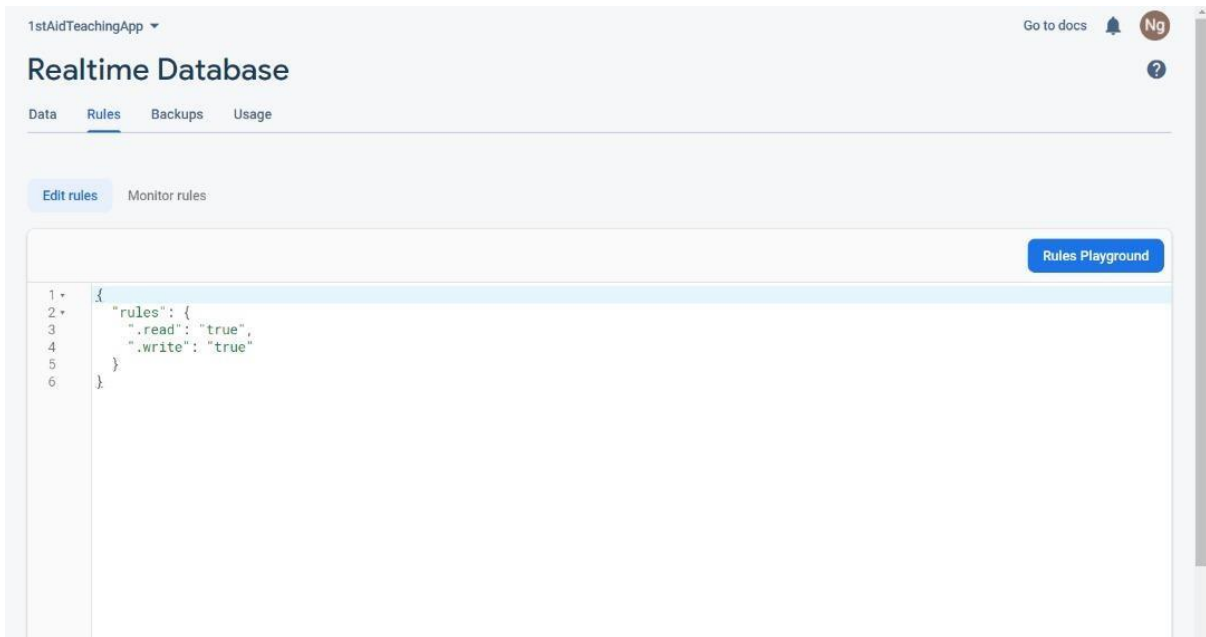 1stAidTeachingApp
Go to docs
Ng
Realtime Database
?
Data Rules Backups Usage
Edit rules Monitor rules
Rules Playground
1 {
2 "rules": {
3 ".read": "true",
4 ".write": "true"
5 }
6 }